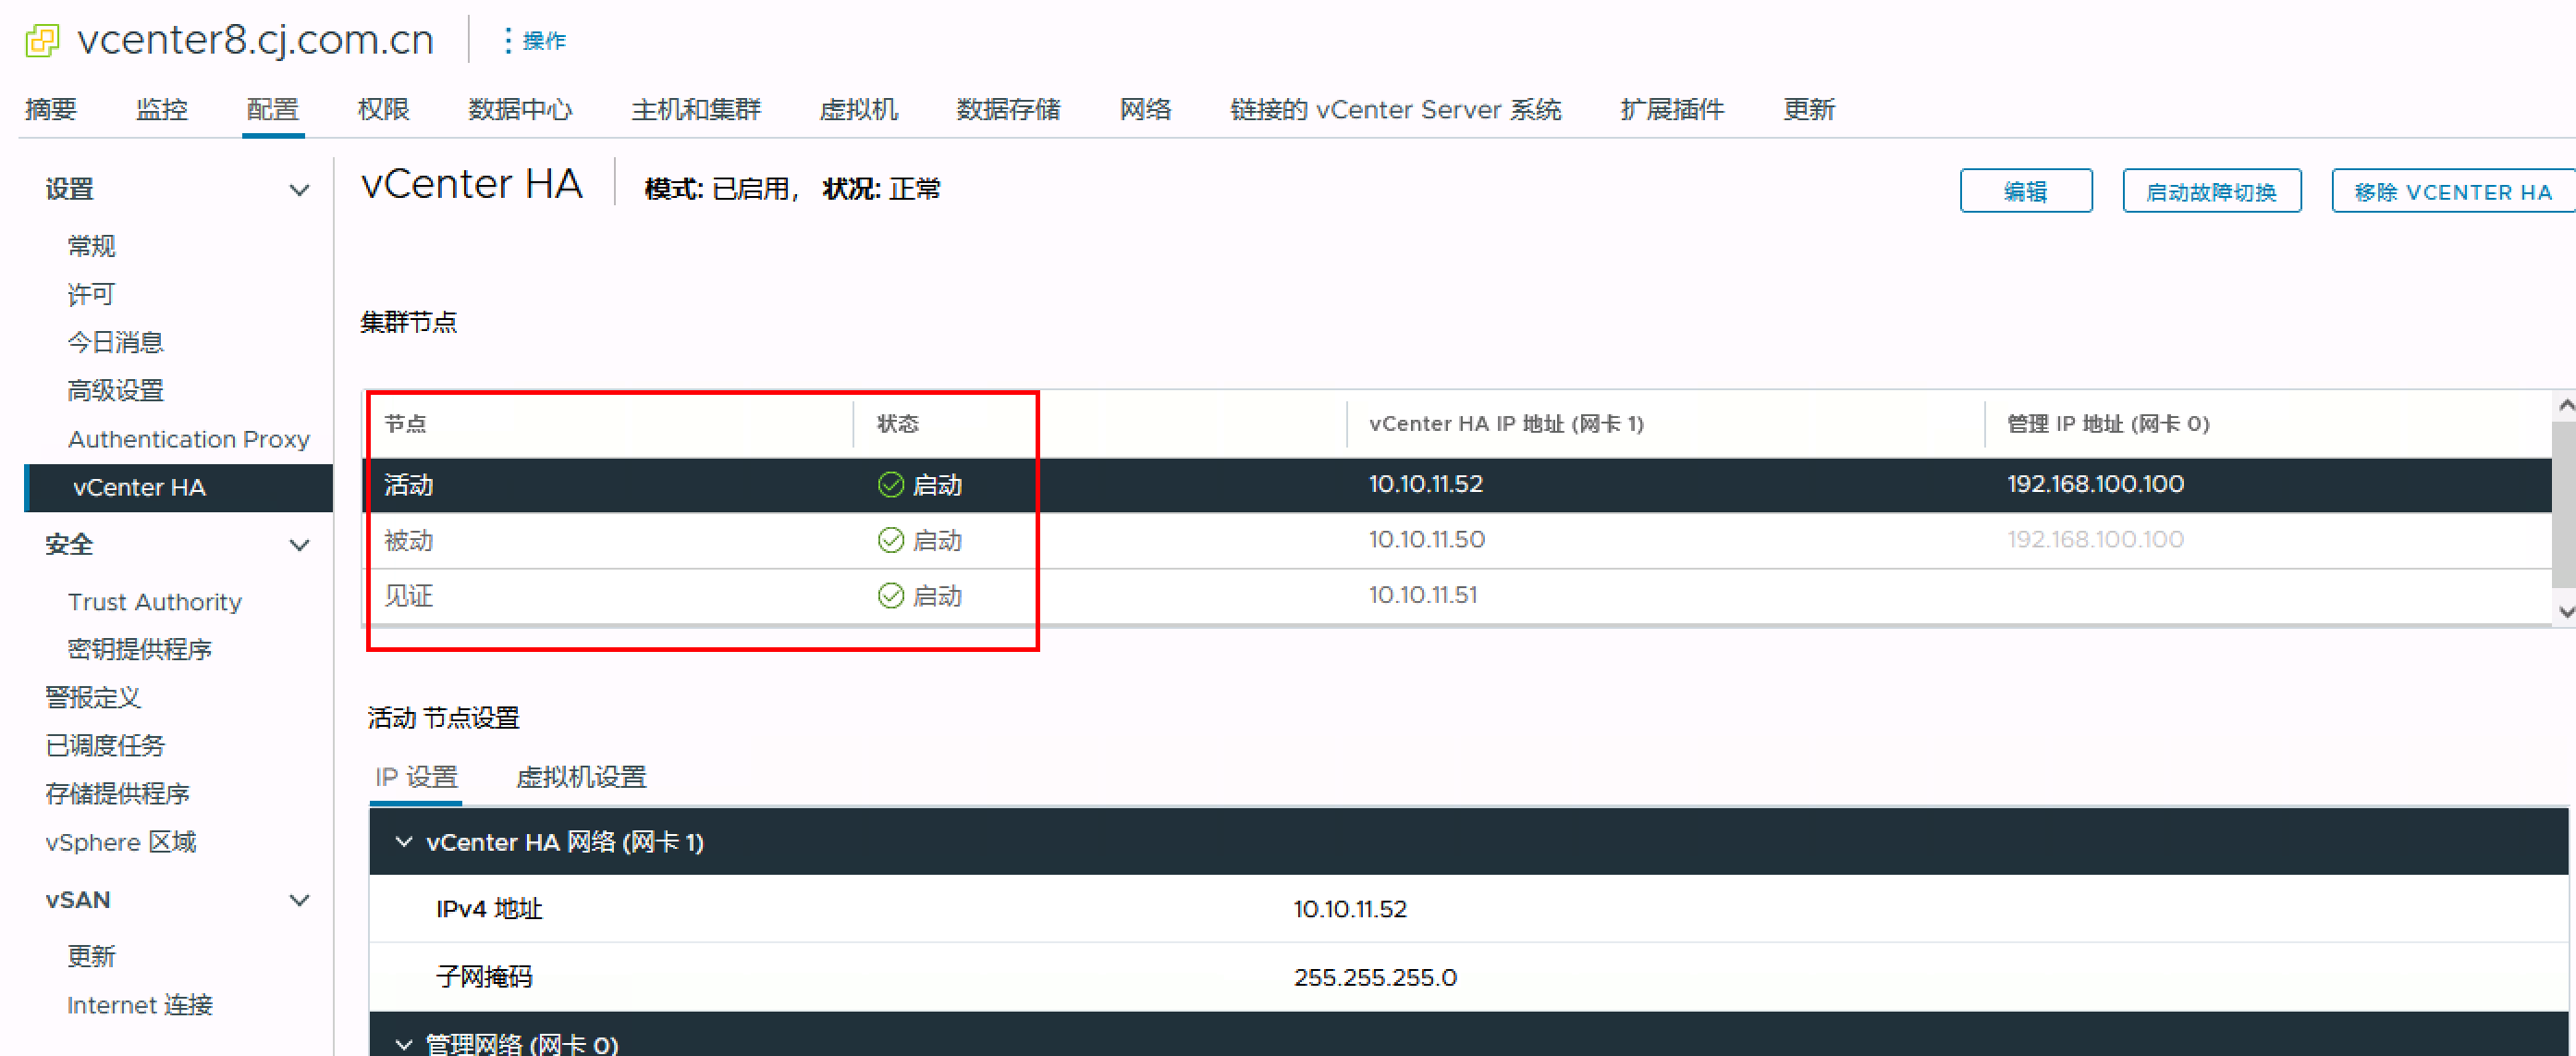 vcenter8.cj.com.cn
操作
摘要 监控 配置 权限 数据中心 主机和集群 虚拟机 数据存储 网络 链接的 vCenter Server 系统 扩展插件 更新
设置
常规
许可
今日消息
高级设置
Authentication Proxy
vCenter HA
安全
Trust Authority
密钥提供程序
警报定义
已调度任务
存储提供程序
vSphere 区域
vSAN
更新
Internet 连接
vCenter HA 模式: 已启用, 状况: 正常
编辑 启动故障切换 移除 VCENTER HA
集群节点
节点 状态 vCenter HA IP 地址 (网卡 1) 管理 IP 地址 (网卡 0)
活动 启动 10.10.11.52 192.168.100.100
被动 启动 10.10.11.50 192.168.100.100
见证 启动 10.10.11.51
活动 节点设置
IP 设置 虚拟机设置
vCenter HA 网络 (网卡 1)
IPv4 地址 10.10.11.52
子网掩码 255.255.255.0
管理网络 (网卡 0)